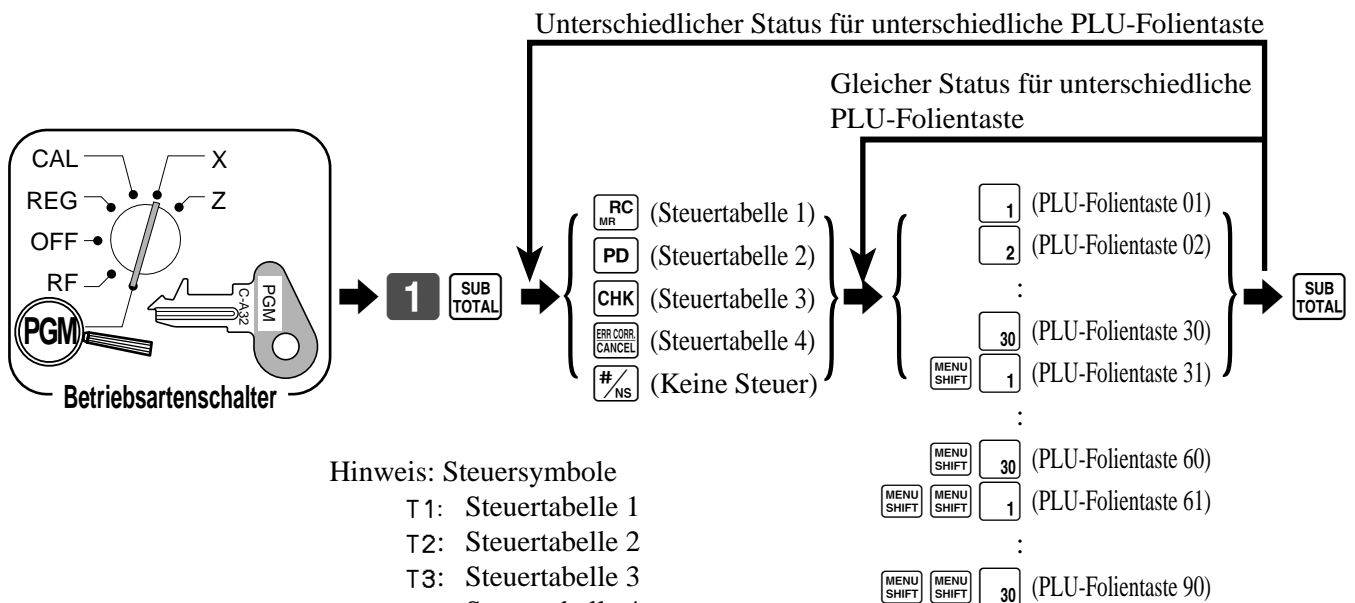 Unterschiedlicher Status für unterschiedliche PLU-Folientaste
Gleicher Status für unterschiedliche
PLU-Folientaste
CAL X
REG Z
OFF
RF
PGM
PGM
C-A32
Betriebsartenschalter
1 SUB TOTAL
RC MR (Steuertabelle 1)
PD (Steuertabelle 2)
CHK (Steuertabelle 3)
ERR CORR. CANCEL (Steuertabelle 4)
#/NS (Keine Steuer)
1 (PLU-Folientaste 01)
2 (PLU-Folientaste 02)
:
30 (PLU-Folientaste 30)
MENU SHIFT 1 (PLU-Folientaste 31)
:
MENU SHIFT 30 (PLU-Folientaste 60)
MENU SHIFT MENU SHIFT 1 (PLU-Folientaste 61)
:
MENU SHIFT MENU SHIFT 30 (PLU-Folientaste 90)
SUB TOTAL
Hinweis: Steuersymbole
T1: Steuertabelle 1
T2: Steuertabelle 2
T3: Steuertabelle 3